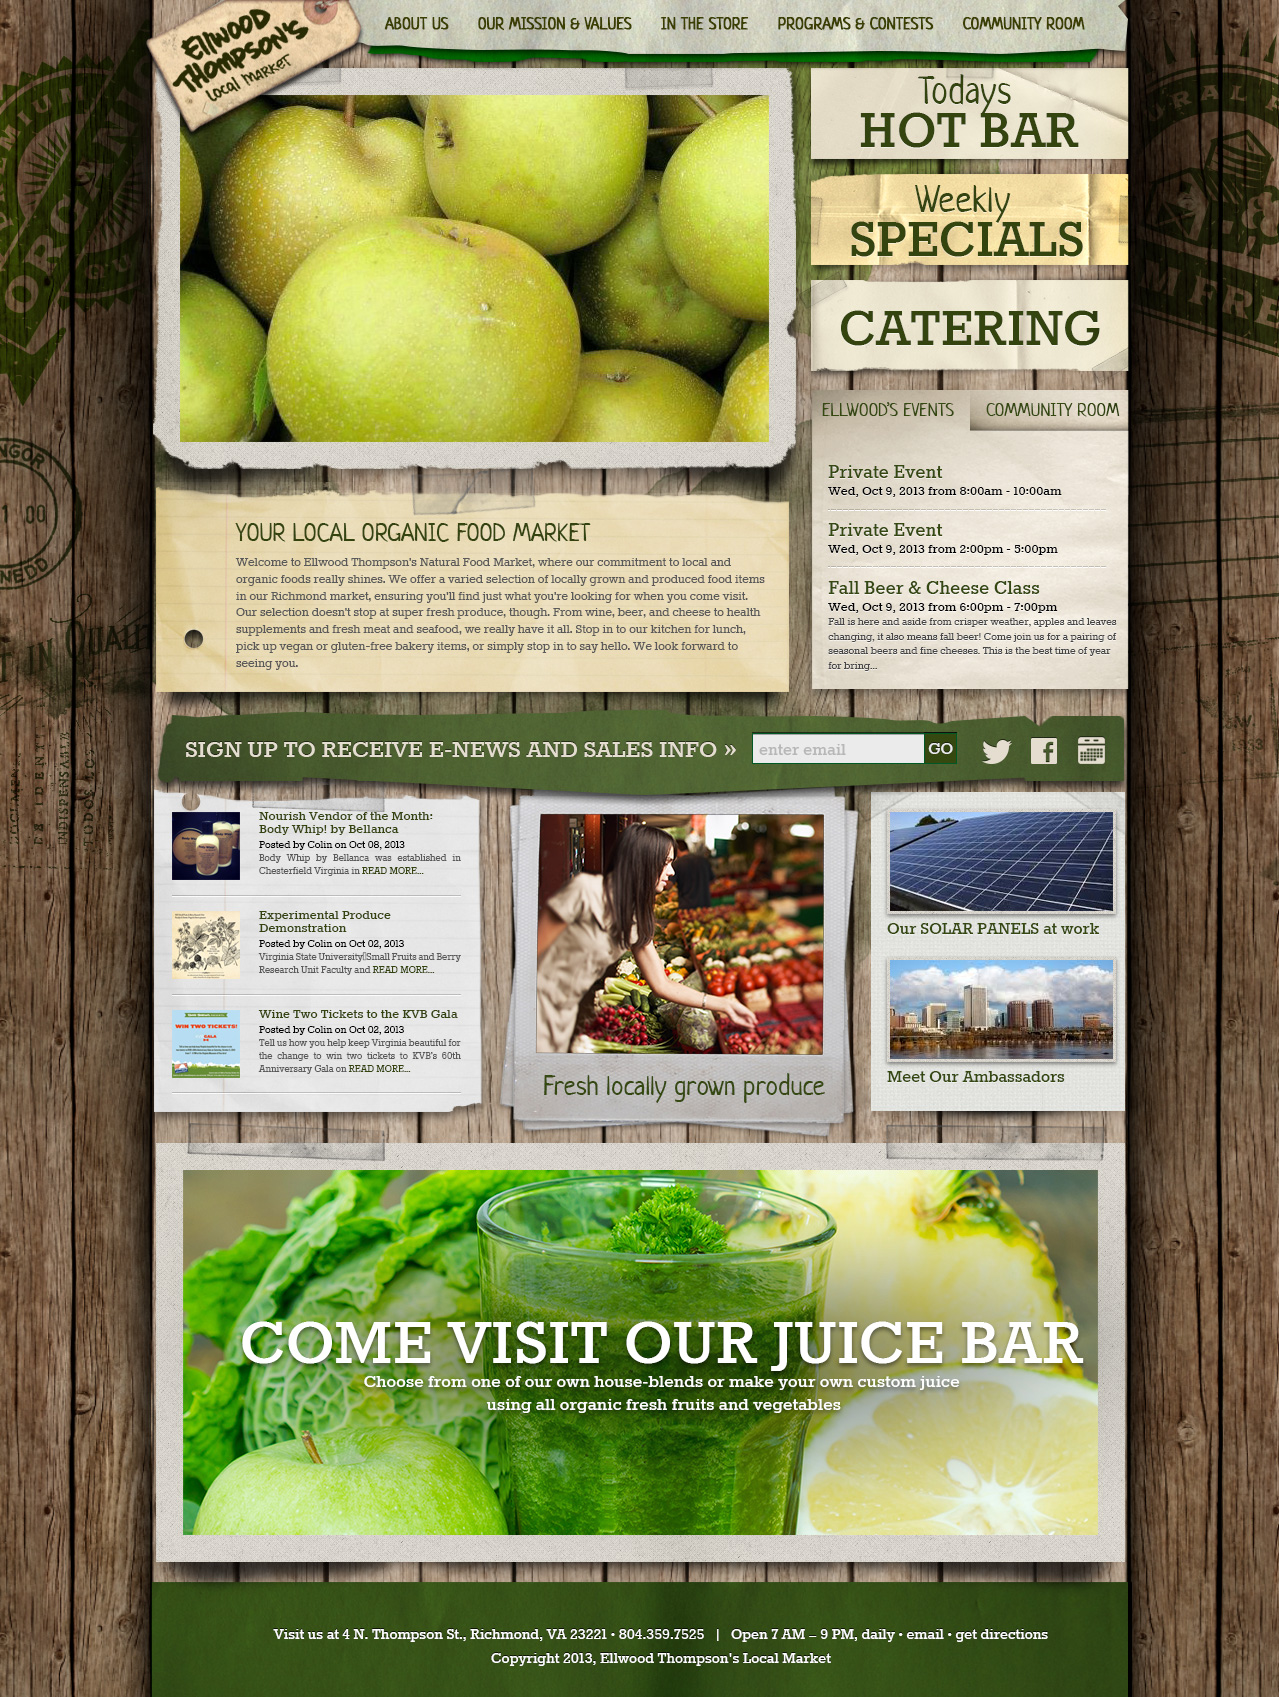 Ellwood
Thompson's
Local Market
ABOUT US
OUR MISSION & VALUES
IN THE STORE
PROGRAMS & CONTESTS
COMMUNITY ROOM
Todays
HOT BAR
Weekly
SPECIALS
CATERING
ELLWOOD'S EVENTS
COMMUNITY ROOM
Private Event
Wed, Oct 9, 2013 from 8:00am - 10:00am
Private Event
Wed, Oct 9, 2013 from 2:00pm - 5:00pm
Fall Beer & Cheese Class
Wed, Oct 9, 2013 from 6:00pm - 7:00pm
Fall is here and aside from crisper weather, apples and leaves
changing, it also means fall beer! Come join us for a pairing of
seasonal beers and fine cheeses. This is the best time of year
for bring...
YOUR LOCAL ORGANIC FOOD MARKET
Welcome to Ellwood Thompson's Natural Food Market, where our commitment to local and
organic foods really shines. We offer a varied selection of locally grown and produced food items
in our Richmond market, ensuring you'll find just what you're looking for when you come visit.
Our selection doesn't stop at super fresh produce, though. From wine, beer, and cheese to health
supplements and fresh meat and seafood, we really have it all. Stop in to our kitchen for lunch,
pick up vegan or gluten-free bakery items, or simply stop in to say hello. We look forward to
seeing you.
SIGN UP TO RECEIVE E-NEWS AND SALES INFO »
enter email
GO
Nourish Vendor of the Month:
Body Whip! by Bellanca
Posted by Colin on Oct 08, 2013
Body Whip by Bellanca was established in
Chesterfield Virginia in READ MORE...
Experimental Produce
Demonstration
Posted by Colin on Oct 02, 2013
Virginia State University Small Fruits and Berry
Research Unit Faculty and READ MORE...
WIN TWO TICKETS!
GALA
Wine Two Tickets to the KVB Gala
Posted by Colin on Oct 02, 2013
Tell us how you help keep Virginia beautiful for
the change to win two tickets to KVB's 60th
Anniversary Gala on READ MORE...
Fresh locally grown produce
Our SOLAR PANELS at work
Meet Our Ambassadors
COME VISIT OUR JUICE BAR
Choose from one of our own house-blends or make your own custom juice
using all organic fresh fruits and vegetables
Visit us at 4 N. Thompson St., Richmond, VA 23221 • 804.359.7525 | Open 7 AM – 9 PM, daily • email • get directions
Copyright 2013, Ellwood Thompson's Local Market